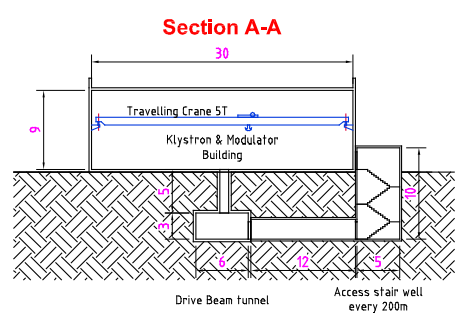 Section A-A
30
Travelling Crane 5T
9
Klystron & Modulator
Building
5
10
3
6
12
5
Drive Beam tunnel
Access stair well
every 200m